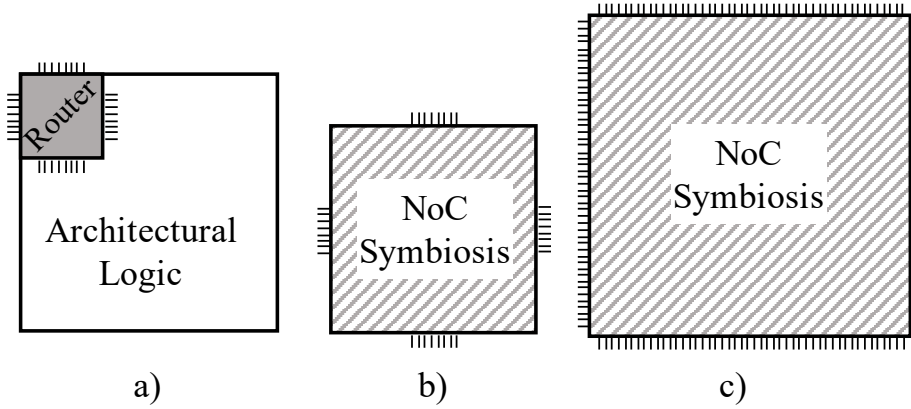 Router
Architectural
Logic
NoC
Symbiosis
NoC
Symbiosis
a)
b)
c)